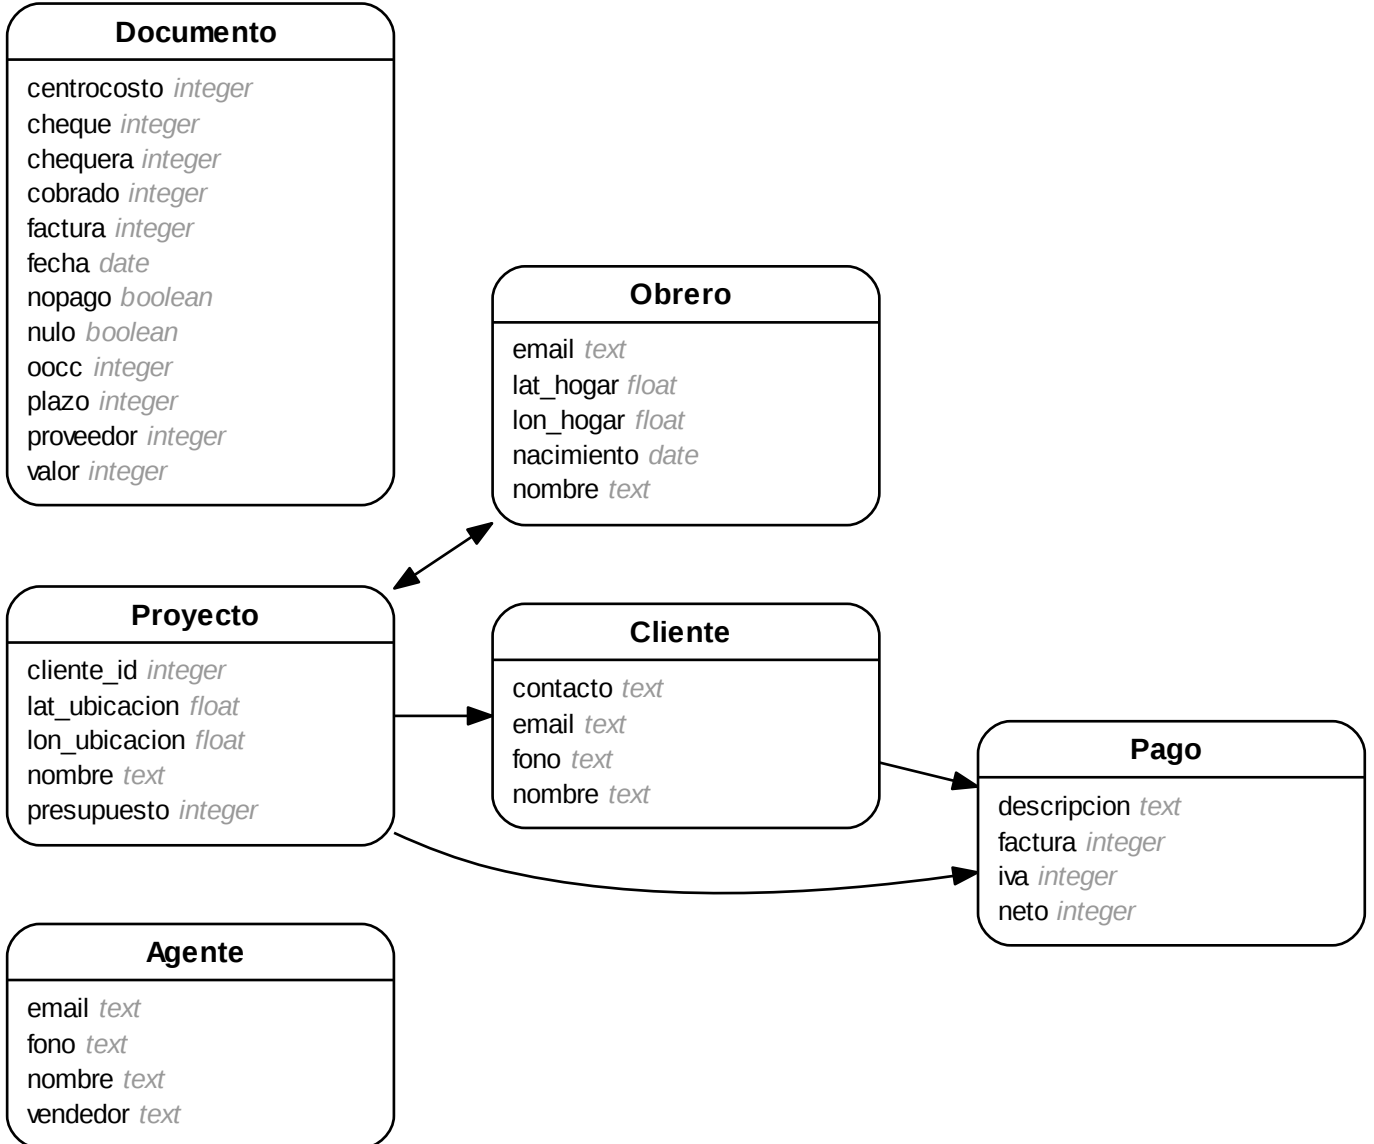 Documento
centrocosto integer
cheque integer
chequera integer
cobrado integer
factura integer
fecha date
nopago boolean
nulo boolean
oocc integer
plazo integer
proveedor integer
valor integer
Obrero
email text
lat_hogar float
lon_hogar float
nacimiento date
nombre text
Proyecto
cliente_id integer
lat_ubicacion float
lon_ubicacion float
nombre text
presupuesto integer
Cliente
contacto text
email text
fono text
nombre text
Pago
descripcion text
factura integer
iva integer
neto integer
Agente
email text
fono text
nombre text
vendedor text